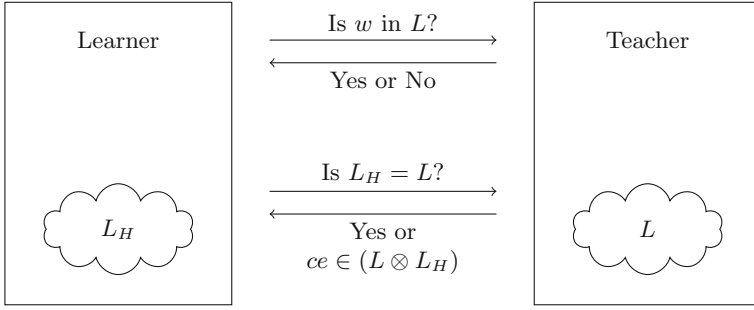 Learner
Is w in L?
Teacher
Yes or No
Is L_H = L?
L_H
L
Yes or
ce ∈ (L ⊗ L_H)